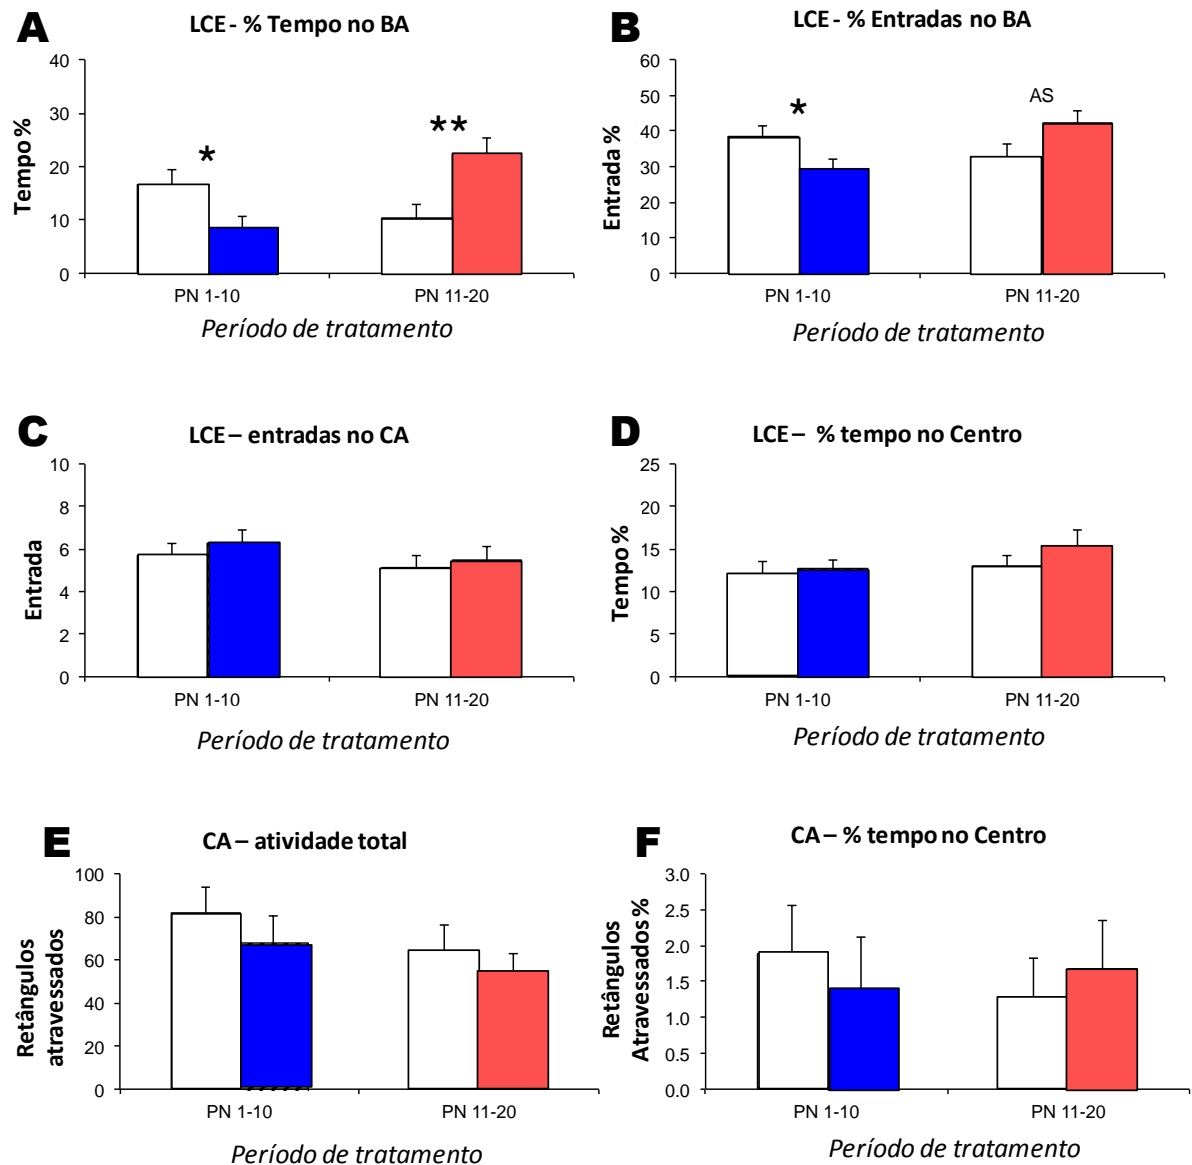 A
LCE - % Tempo no BA
Tempo%
40
30
20
10
0
*
**
PN 1-10
PN 11-20
Período de tratamento
B
LCE - % Entradas no BA
Entrada %
60
50
40
30
20
10
0
*
AS
PN 1-10
PN 11-20
Período de tratamento
C
LCE – entradas no CA
Entrada
10
8
6
4
2
0
PN 1-10
PN 11-20
Período de tratamento
D
LCE – % tempo no Centro
Tempo%
25
20
15
10
5
0
PN 1-10
PN 11-20
Período de tratamento
E
CA – atividade total
Retângulos
atravessados
100
80
60
40
20
0
PN 1-10
PN 11-20
Período de tratamento
F
CA – % tempo no Centro
Retângulos
Atravessados%
3.0
2.5
2.0
1.5
1.0
0.5
0.0
PN 1-10
PN 11-20
Período de tratamento